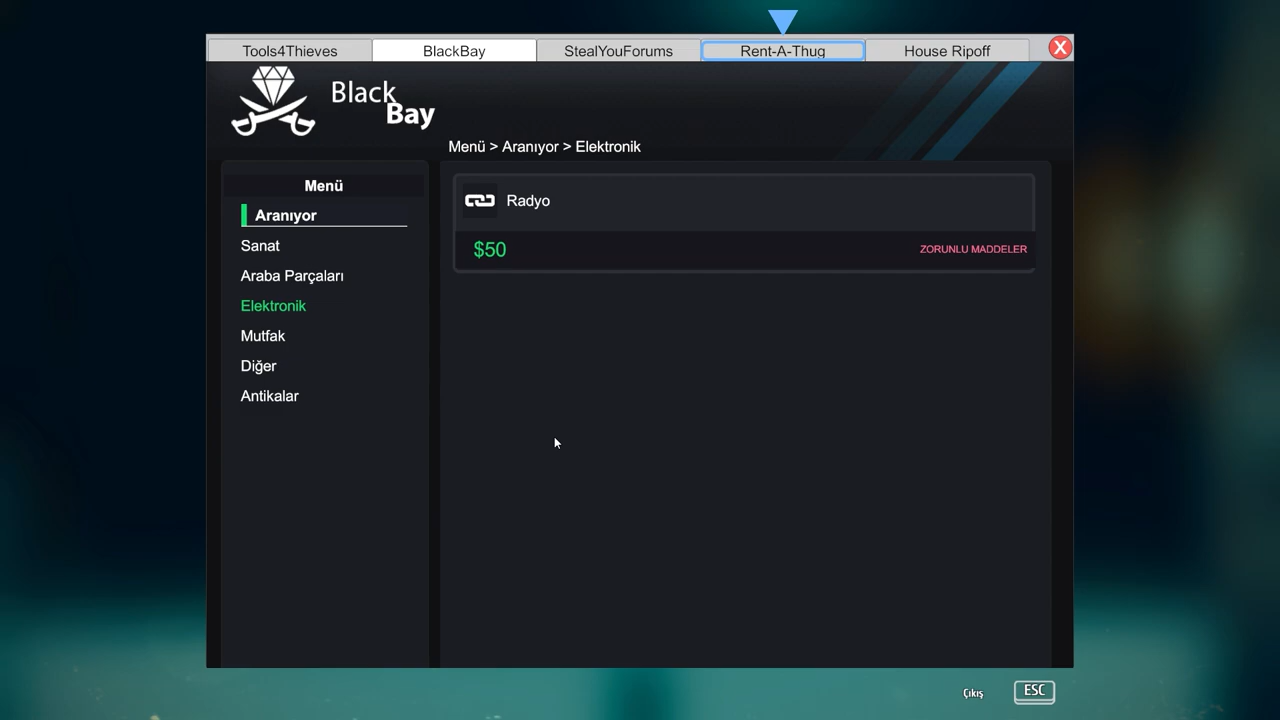 Tools4Thieves
BlackBay
StealYouForums
Rent-A-Thug
House Ripoff
X
Black
Bay
Menü > Aranıyor > Elektronik
Menü
Aranıyor
Sanat
Araba Parçaları
Elektronik
Mutfak
Diğer
Antikalar
Radyo
$50
ZORUNLU MADDELER
Çıkış
ESC